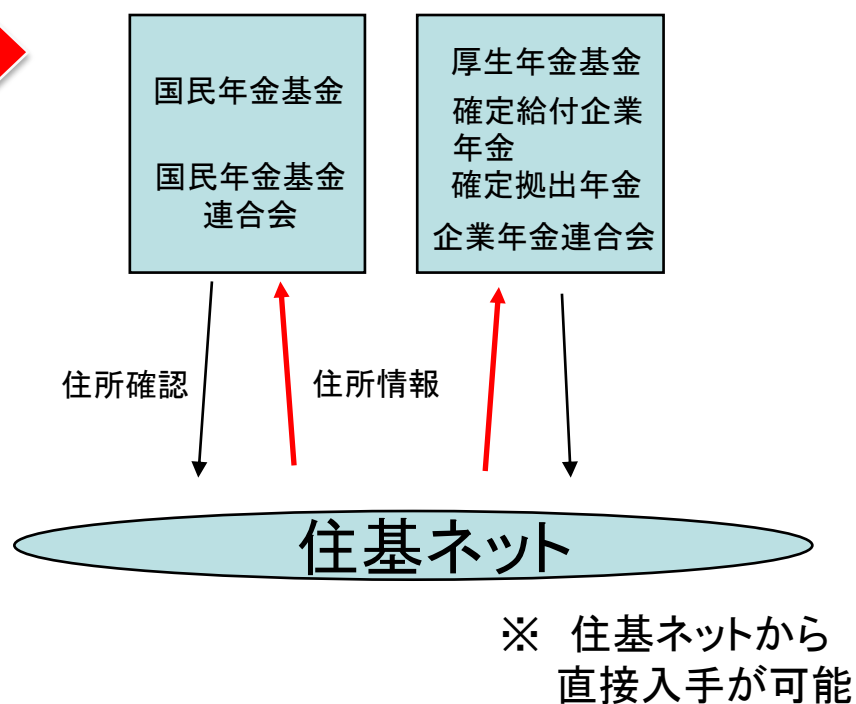 国民年金基金
国民年金基金
連合会
厚生年金基金
確定給付企業
年金
確定拠出年金
企業年金連合会
住所確認
住所情報
住基ネット
※ 住基ネットから
直接入手が可能